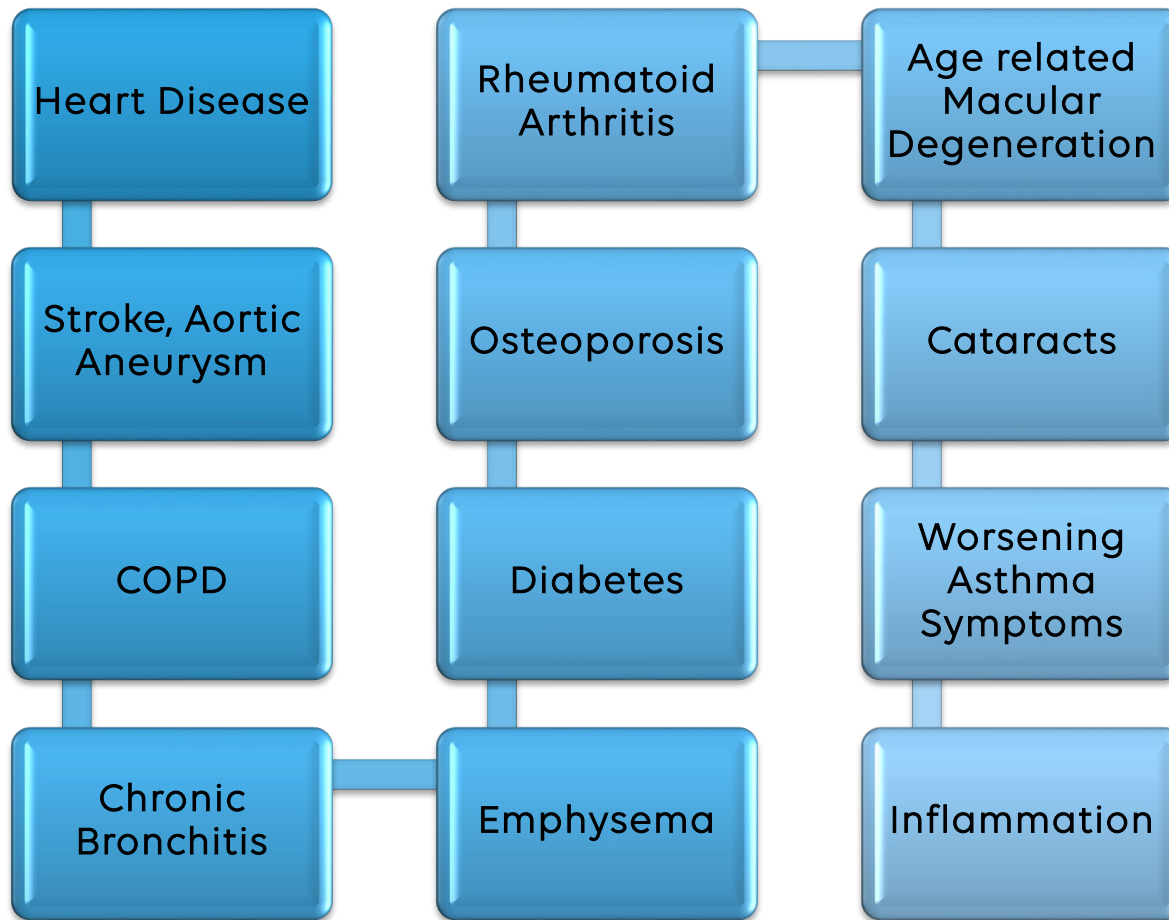 Heart Disease
Stroke, Aortic
Aneurysm
COPD
Chronic
Bronchitis
Emphysema
Diabetes
Osteoporosis
Rheumatoid
Arthritis
Age related
Macular
Degeneration
Cataracts
Worsening
Asthma
Symptoms
Inflammation